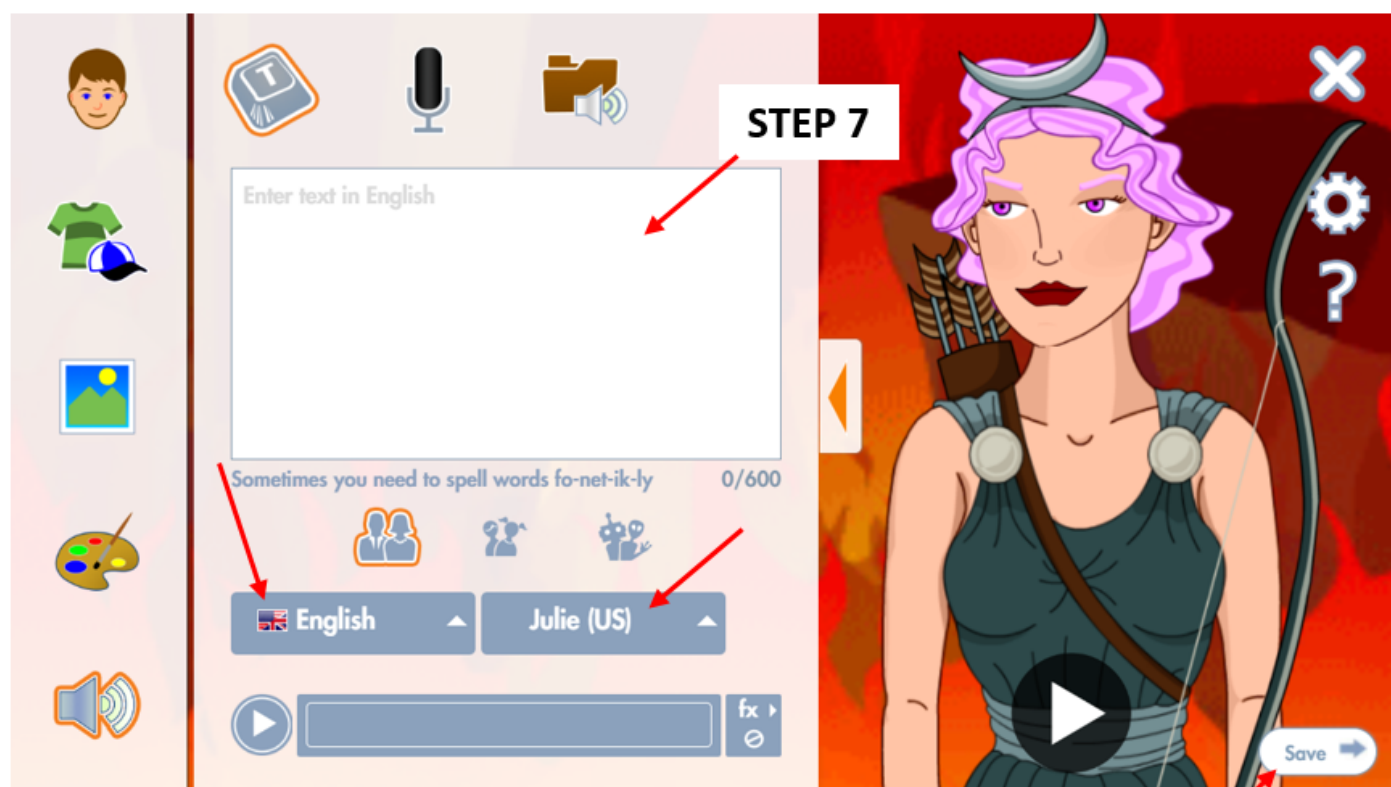 T
STEP 7
Enter text in English
Sometimes you need to spell words fo-net-ik-ly
0/600
English
Julie (US)
fx
Save